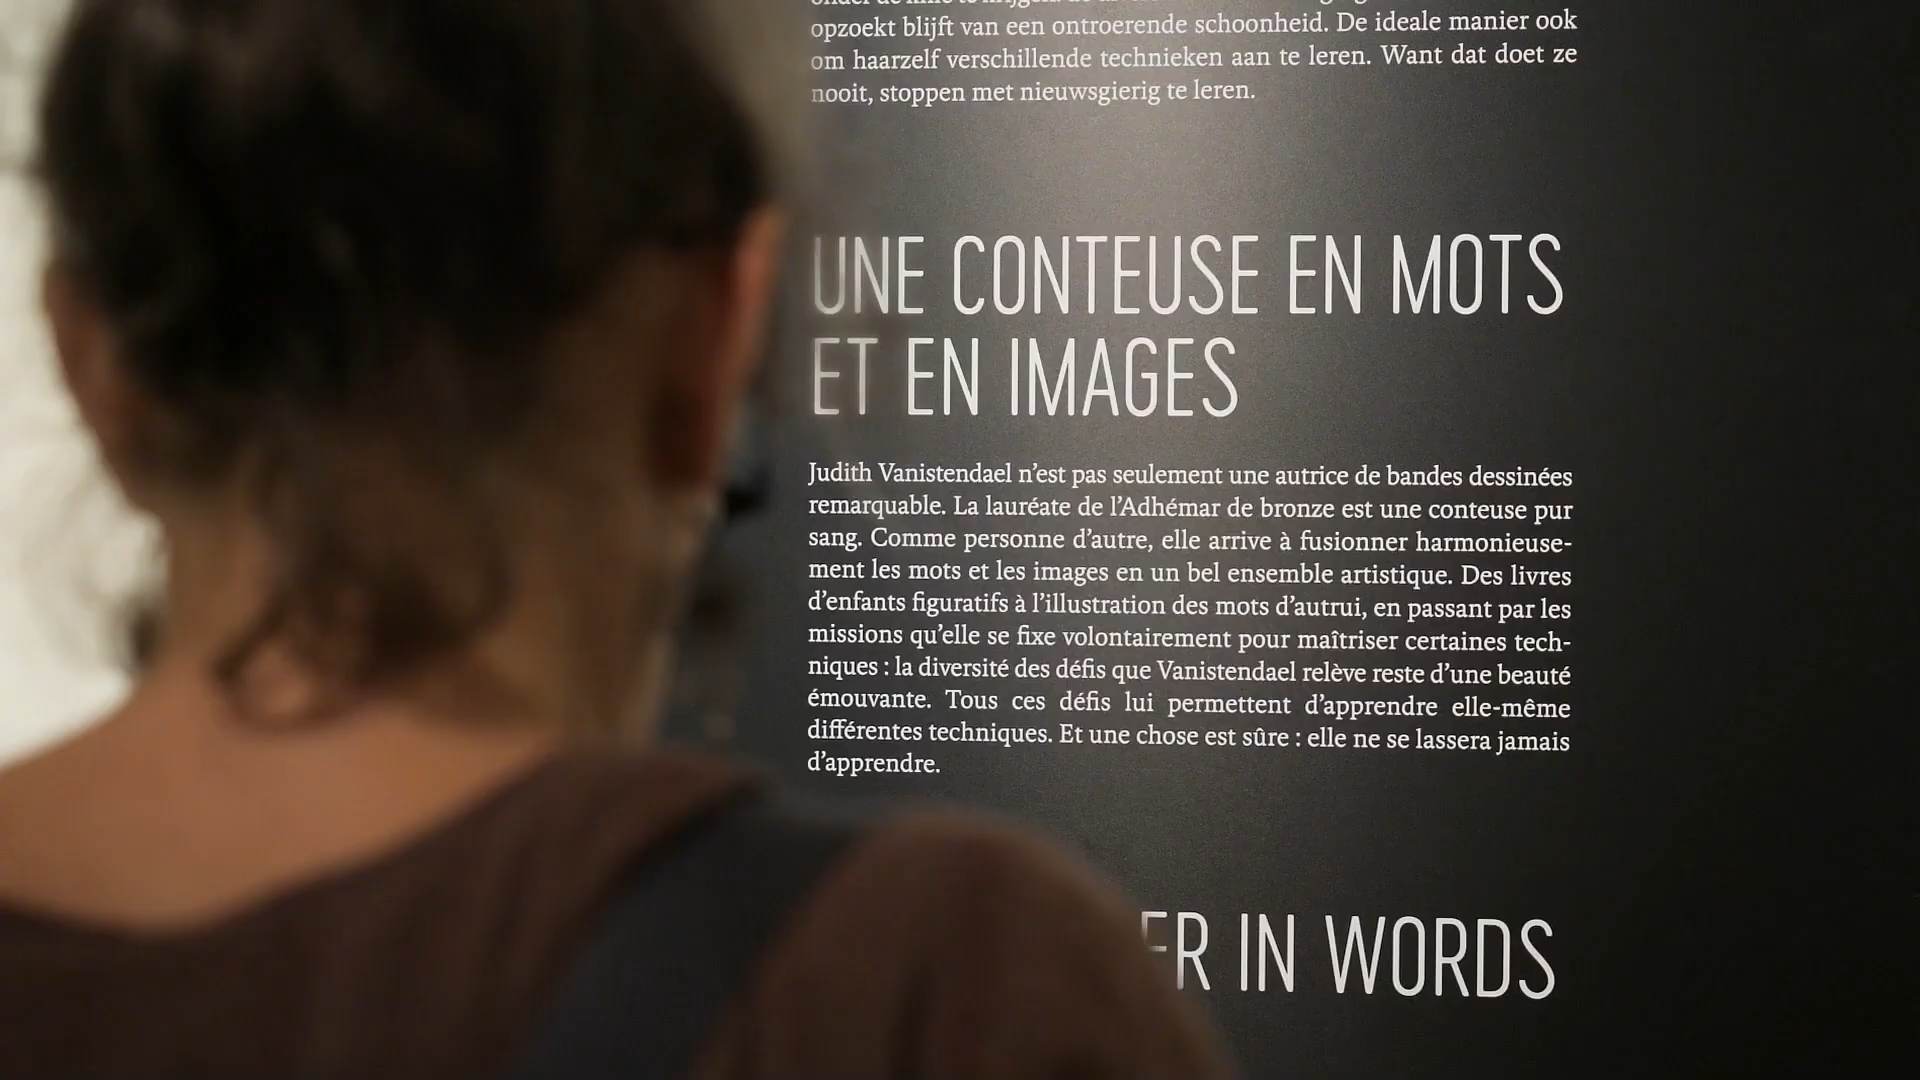 opzoekt blijft van een ontroerende schoonheid. De ideale manier ook
om haarzelf verschillende technieken aan te leren. Want dat doet ze
nooit, stoppen met nieuwsgierig te leren.
UNE CONTEUSE EN MOTS
ET EN IMAGES
Judith Vanistendael n’est pas seulement une autrice de bandes dessinées
remarquable. La lauréate de l’Adhémar de bronze est une conteuse pur
sang. Comme personne d’autre, elle arrive à fusionner harmonieuse-
ment les mots et les images en un bel ensemble artistique. Des livres
d’enfants figuratifs à l’illustration des mots d’autrui, en passant par les
missions qu’elle se fixe volontairement pour maîtriser certaines tech-
niques : la diversité des défis que Vanistendael relève reste d’une beauté
émouvante. Tous ces défis lui permettent d’apprendre elle-même
différentes techniques. Et une chose est sûre : elle ne se lassera jamais
d’apprendre.
IN WORDS